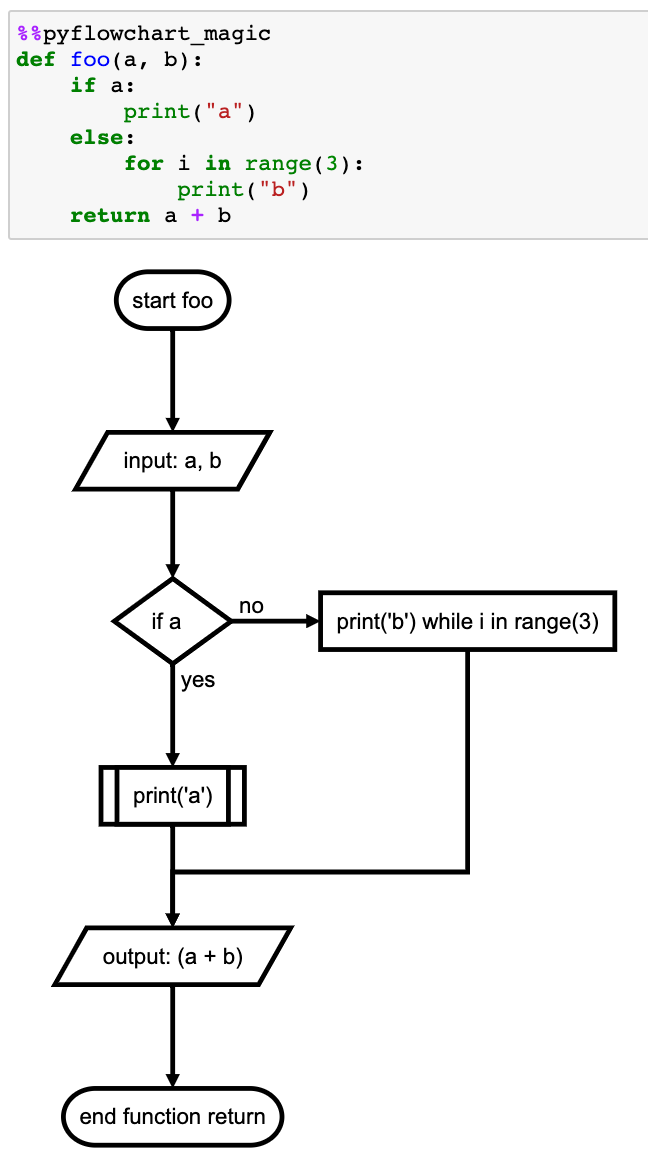 %%pyflowchart_magic
def foo(a, b):
    if a:
        print("a")
    else:
        for i in range(3):
            print("b")
    return a + b
start foo
input: a, b
if a
no
print('b') while i in range(3)
yes
print('a')
output: (a + b)
end function return